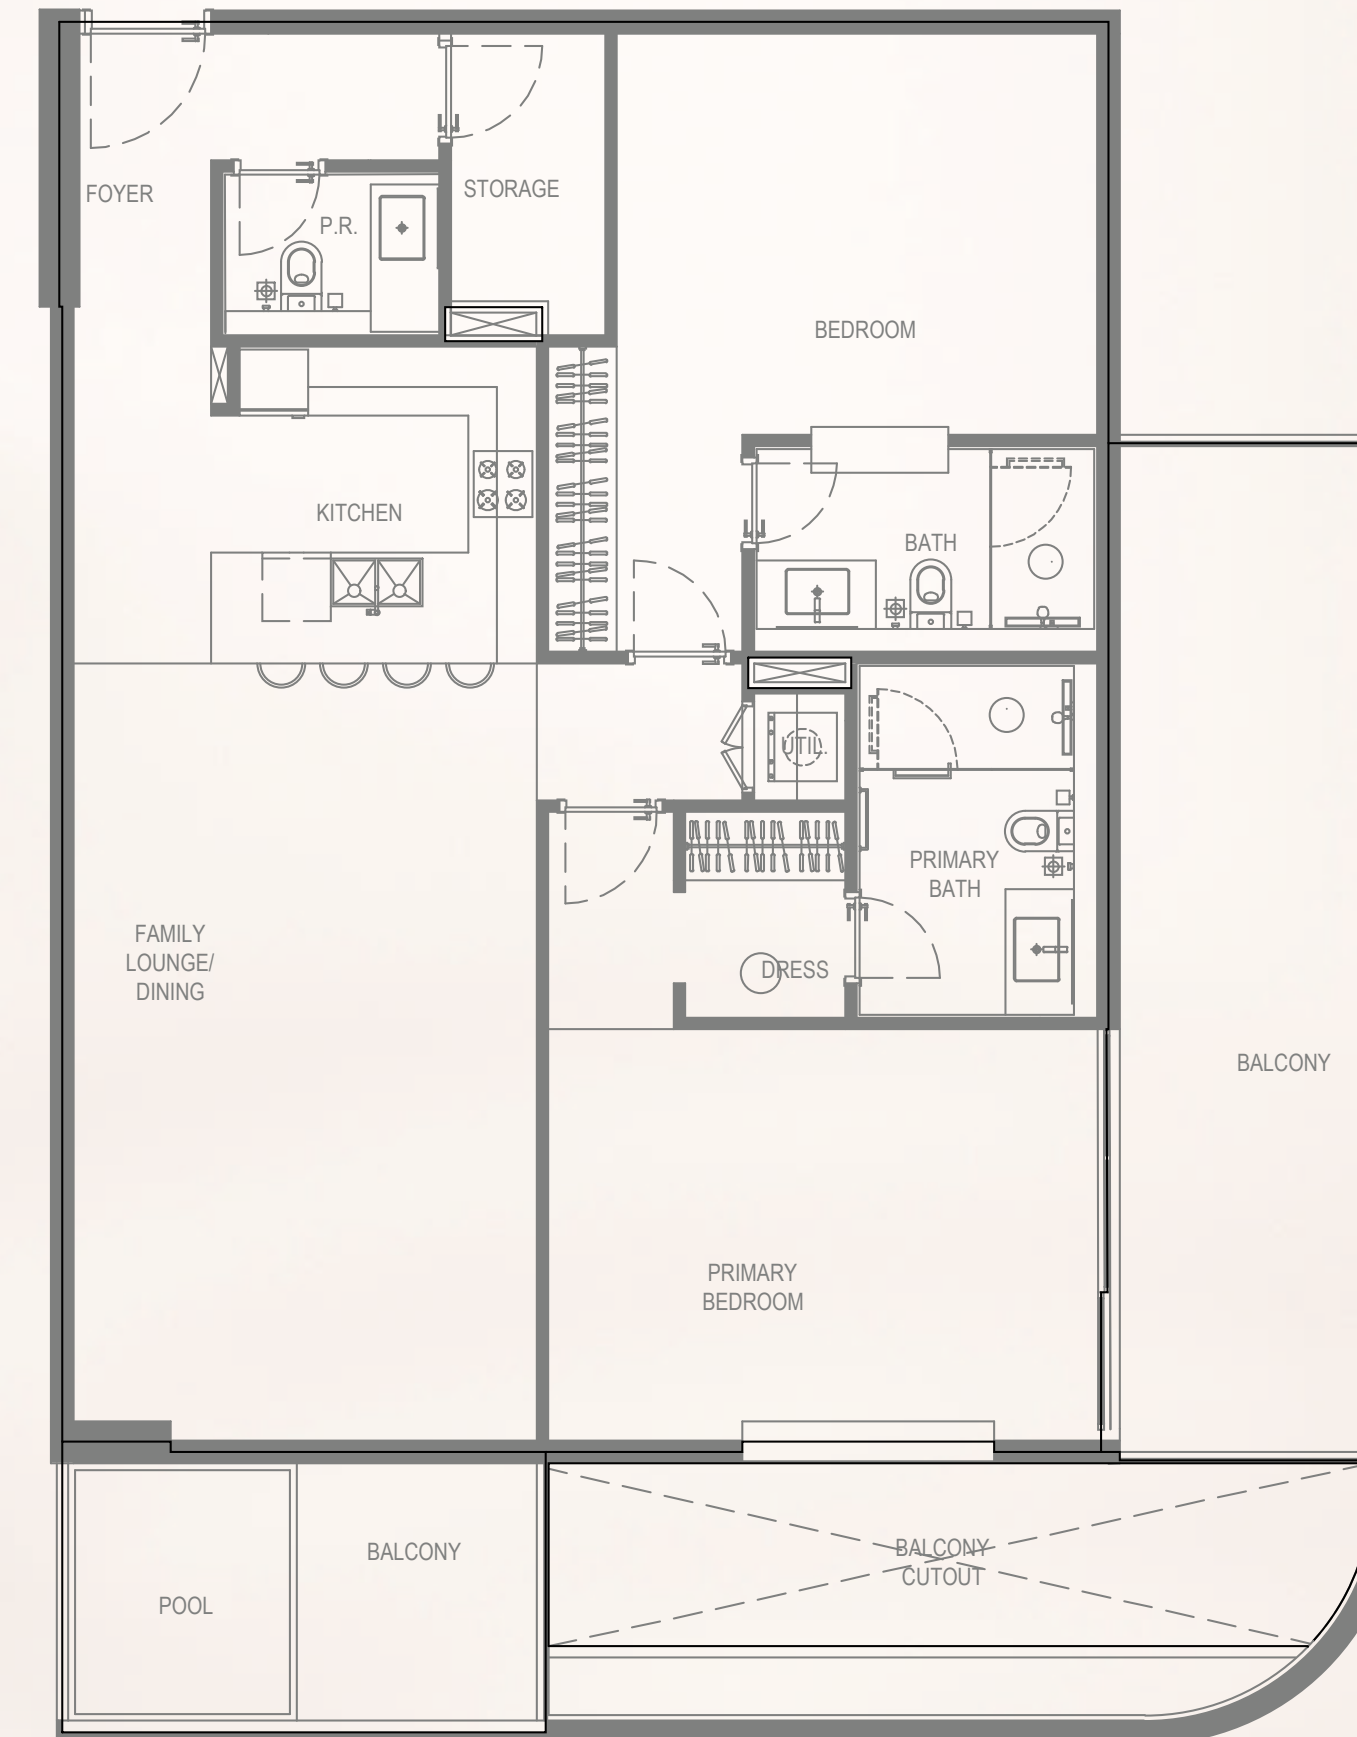 FOYER
STORAGE
P.R.
BEDROOM
KITCHEN
BATH
UTIL.
PRIMARY
BATH
FAMILY
LOUNGE/
DINING
DRESS
BALCONY
PRIMARY
BEDROOM
BALCONY
BALCONY
CUTOUT
POOL